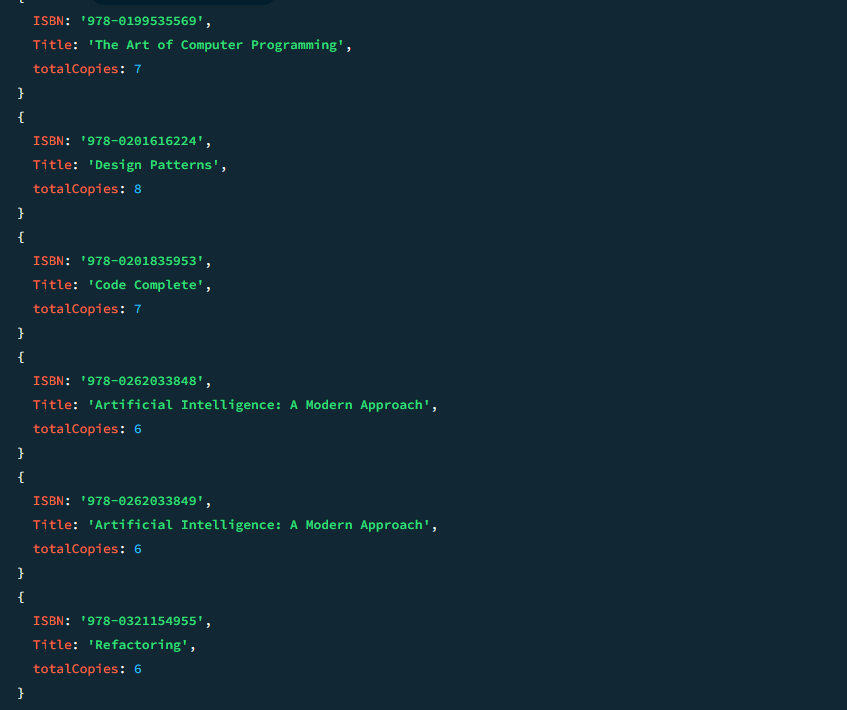 {
ISBN: '978-0199535569',
Title: 'The Art of Computer Programming',
totalCopies: 7
}
{
ISBN: '978-0201616224',
Title: 'Design Patterns',
totalCopies: 8
}
{
ISBN: '978-0201835953',
Title: 'Code Complete',
totalCopies: 7
}
{
ISBN: '978-0262033848',
Title: 'Artificial Intelligence: A Modern Approach',
totalCopies: 6
}
{
ISBN: '978-0262033849',
Title: 'Artificial Intelligence: A Modern Approach',
totalCopies: 6
}
{
ISBN: '978-0321154955',
Title: 'Refactoring',
totalCopies: 6
}